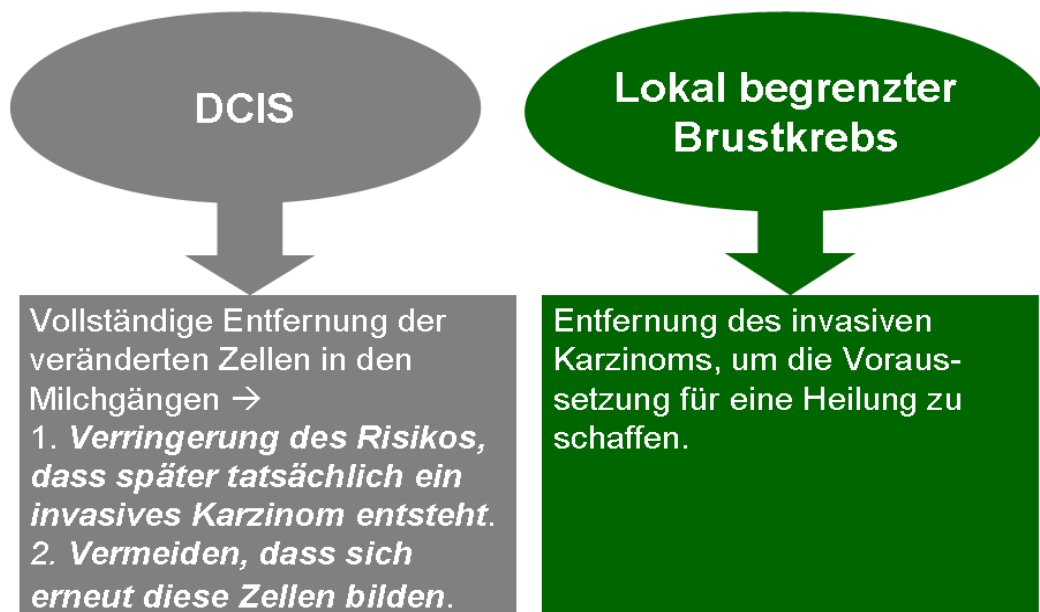 DCIS
Lokal begrenzter
Brustkrebs
Vollständige Entfernung der
veränderten Zellen in den
Milchgängen →
1. Verringerung des Risikos,
dass später tatsächlich ein
invasives Karzinom entsteht.
2. Vermeiden, dass sich
erneut diese Zellen bilden.
Entfernung des invasiven
Karzinoms, um die Voraus-
setzung für eine Heilung zu
schaffen.